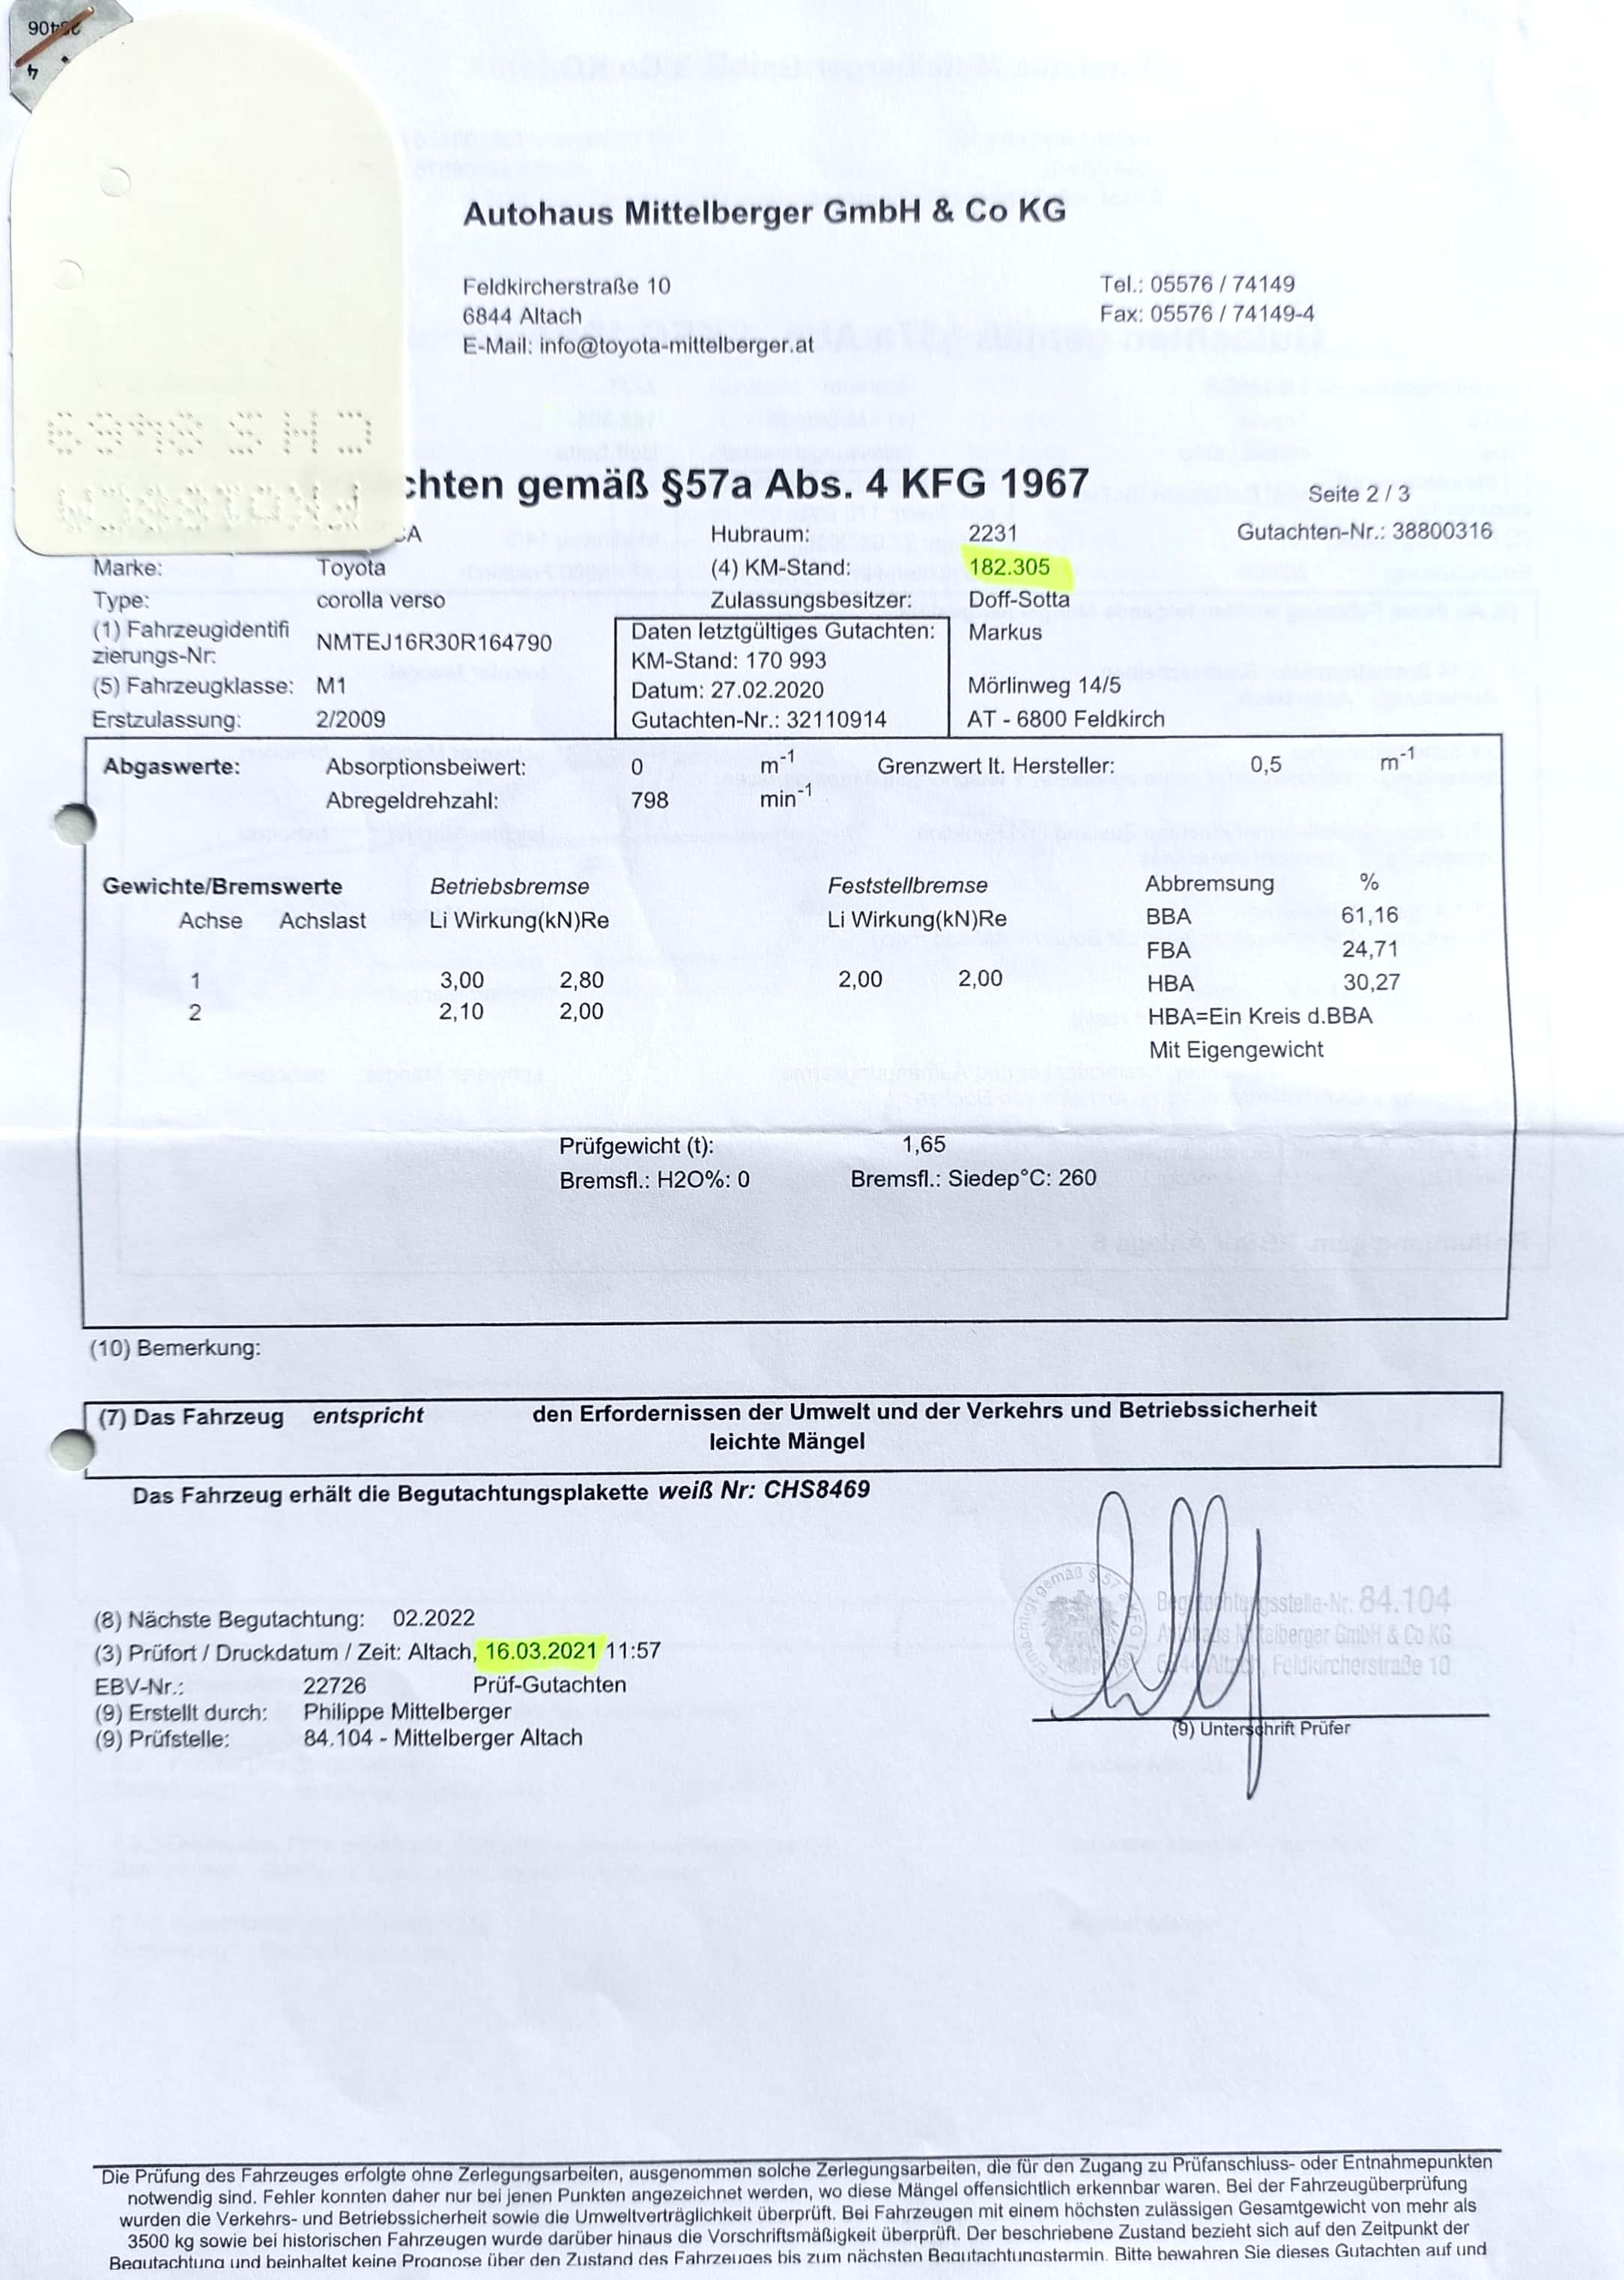 Autohaus Mittelberger GmbH & Co KG
Feldkircherstraße 10
6844 Altach
E-Mail: info@toyota-mittelberger.at
Tel.: 05576 / 74149
Fax: 05576 / 74149-4
chten gemäß §57a Abs. 4 KFG 1967
Seite 2 / 3
CA Hubraum: 2231 Gutachten-Nr.: 38800316
Marke: Toyota (4) KM-Stand: 182.305
Type: corolla verso Zulassungsbesitzer: Doff-Sotta
(1) Fahrzeugidentifi
zierungs-Nr: NMTEJ16R30R164790
Daten letztgültiges Gutachten: Markus
KM-Stand: 170 993
(5) Fahrzeugklasse: M1 Datum: 27.02.2020 Mörlinweg 14/5
Erstzulassung: 2/2009 Gutachten-Nr.: 32110914 AT - 6800 Feldkirch
Abgaswerte: Absorptionsbeiwert: 0 m-1 Grenzwert lt. Hersteller: 0,5 m-1
Abregeldrehzahl: 798 min-1
Gewichte/Bremswerte Betriebsbremse Feststellbremse Abbremsung %
Achse Achslast Li Wirkung(kN)Re Li Wirkung(kN)Re BBA 61,16
FBA 24,71
1 3,00 2,80 2,00 2,00 HBA 30,27
2 2,10 2,00 HBA=Ein Kreis d.BBA
Mit Eigengewicht
Prüfgewicht (t): 1,65
Bremsfl.: H2O%: 0 Bremsfl.: Siedep°C: 260
(10) Bemerkung:
(7) Das Fahrzeug entspricht den Erfordernissen der Umwelt und der Verkehrs und Betriebssicherheit
leichte Mängel
Das Fahrzeug erhält die Begutachtungsplakette weiß Nr: CHS8469
(8) Nächste Begutachtung: 02.2022
(3) Prüfort / Druckdatum / Zeit: Altach, 16.03.2021 11:57
EBV-Nr.: 22726 Prüf-Gutachten
(9) Erstellt durch: Philippe Mittelberger
(9) Prüfstelle: 84.104 - Mittelberger Altach
Begutachtungsstelle-Nr. 84.104
Autohaus Mittelberger GmbH & Co KG
6844 Altach, Feldkircherstraße 10
(9) Unterschrift Prüfer
Die Prüfung des Fahrzeuges erfolgte ohne Zerlegungsarbeiten, ausgenommen solche Zerlegungsarbeiten, die für den Zugang zu Prüfanschluss- oder Entnahmepunkten
notwendig sind. Fehler konnten daher nur bei jenen Punkten angezeichnet werden, wo diese Mängel offensichtlich erkennbar waren. Bei der Fahrzeugüberprüfung
wurden die Verkehrs- und Betriebssicherheit sowie die Umweltverträglichkeit überprüft. Bei Fahrzeugen mit einem höchsten zulässigen Gesamtgewicht von mehr als
3500 kg sowie bei historischen Fahrzeugen wurde darüber hinaus die Vorschriftsmäßigkeit überprüft. Der beschriebene Zustand bezieht sich auf den Zeitpunkt der
Begutachtung und beinhaltet keine Prognose über den Zustand des Fahrzeuges bis zum nächsten Begutachtungstermin. Bitte bewahren Sie dieses Gutachten auf und